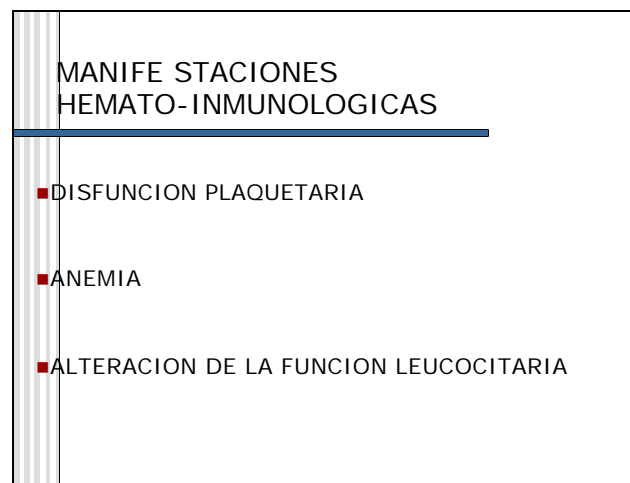 MANIFE STACIONES
HEMATO-INMUNOLOGICAS
DISFUNCION PLAQUETARIA
ANEMIA
ALTERACION DE LA FUNCION LEUCOCITARIA